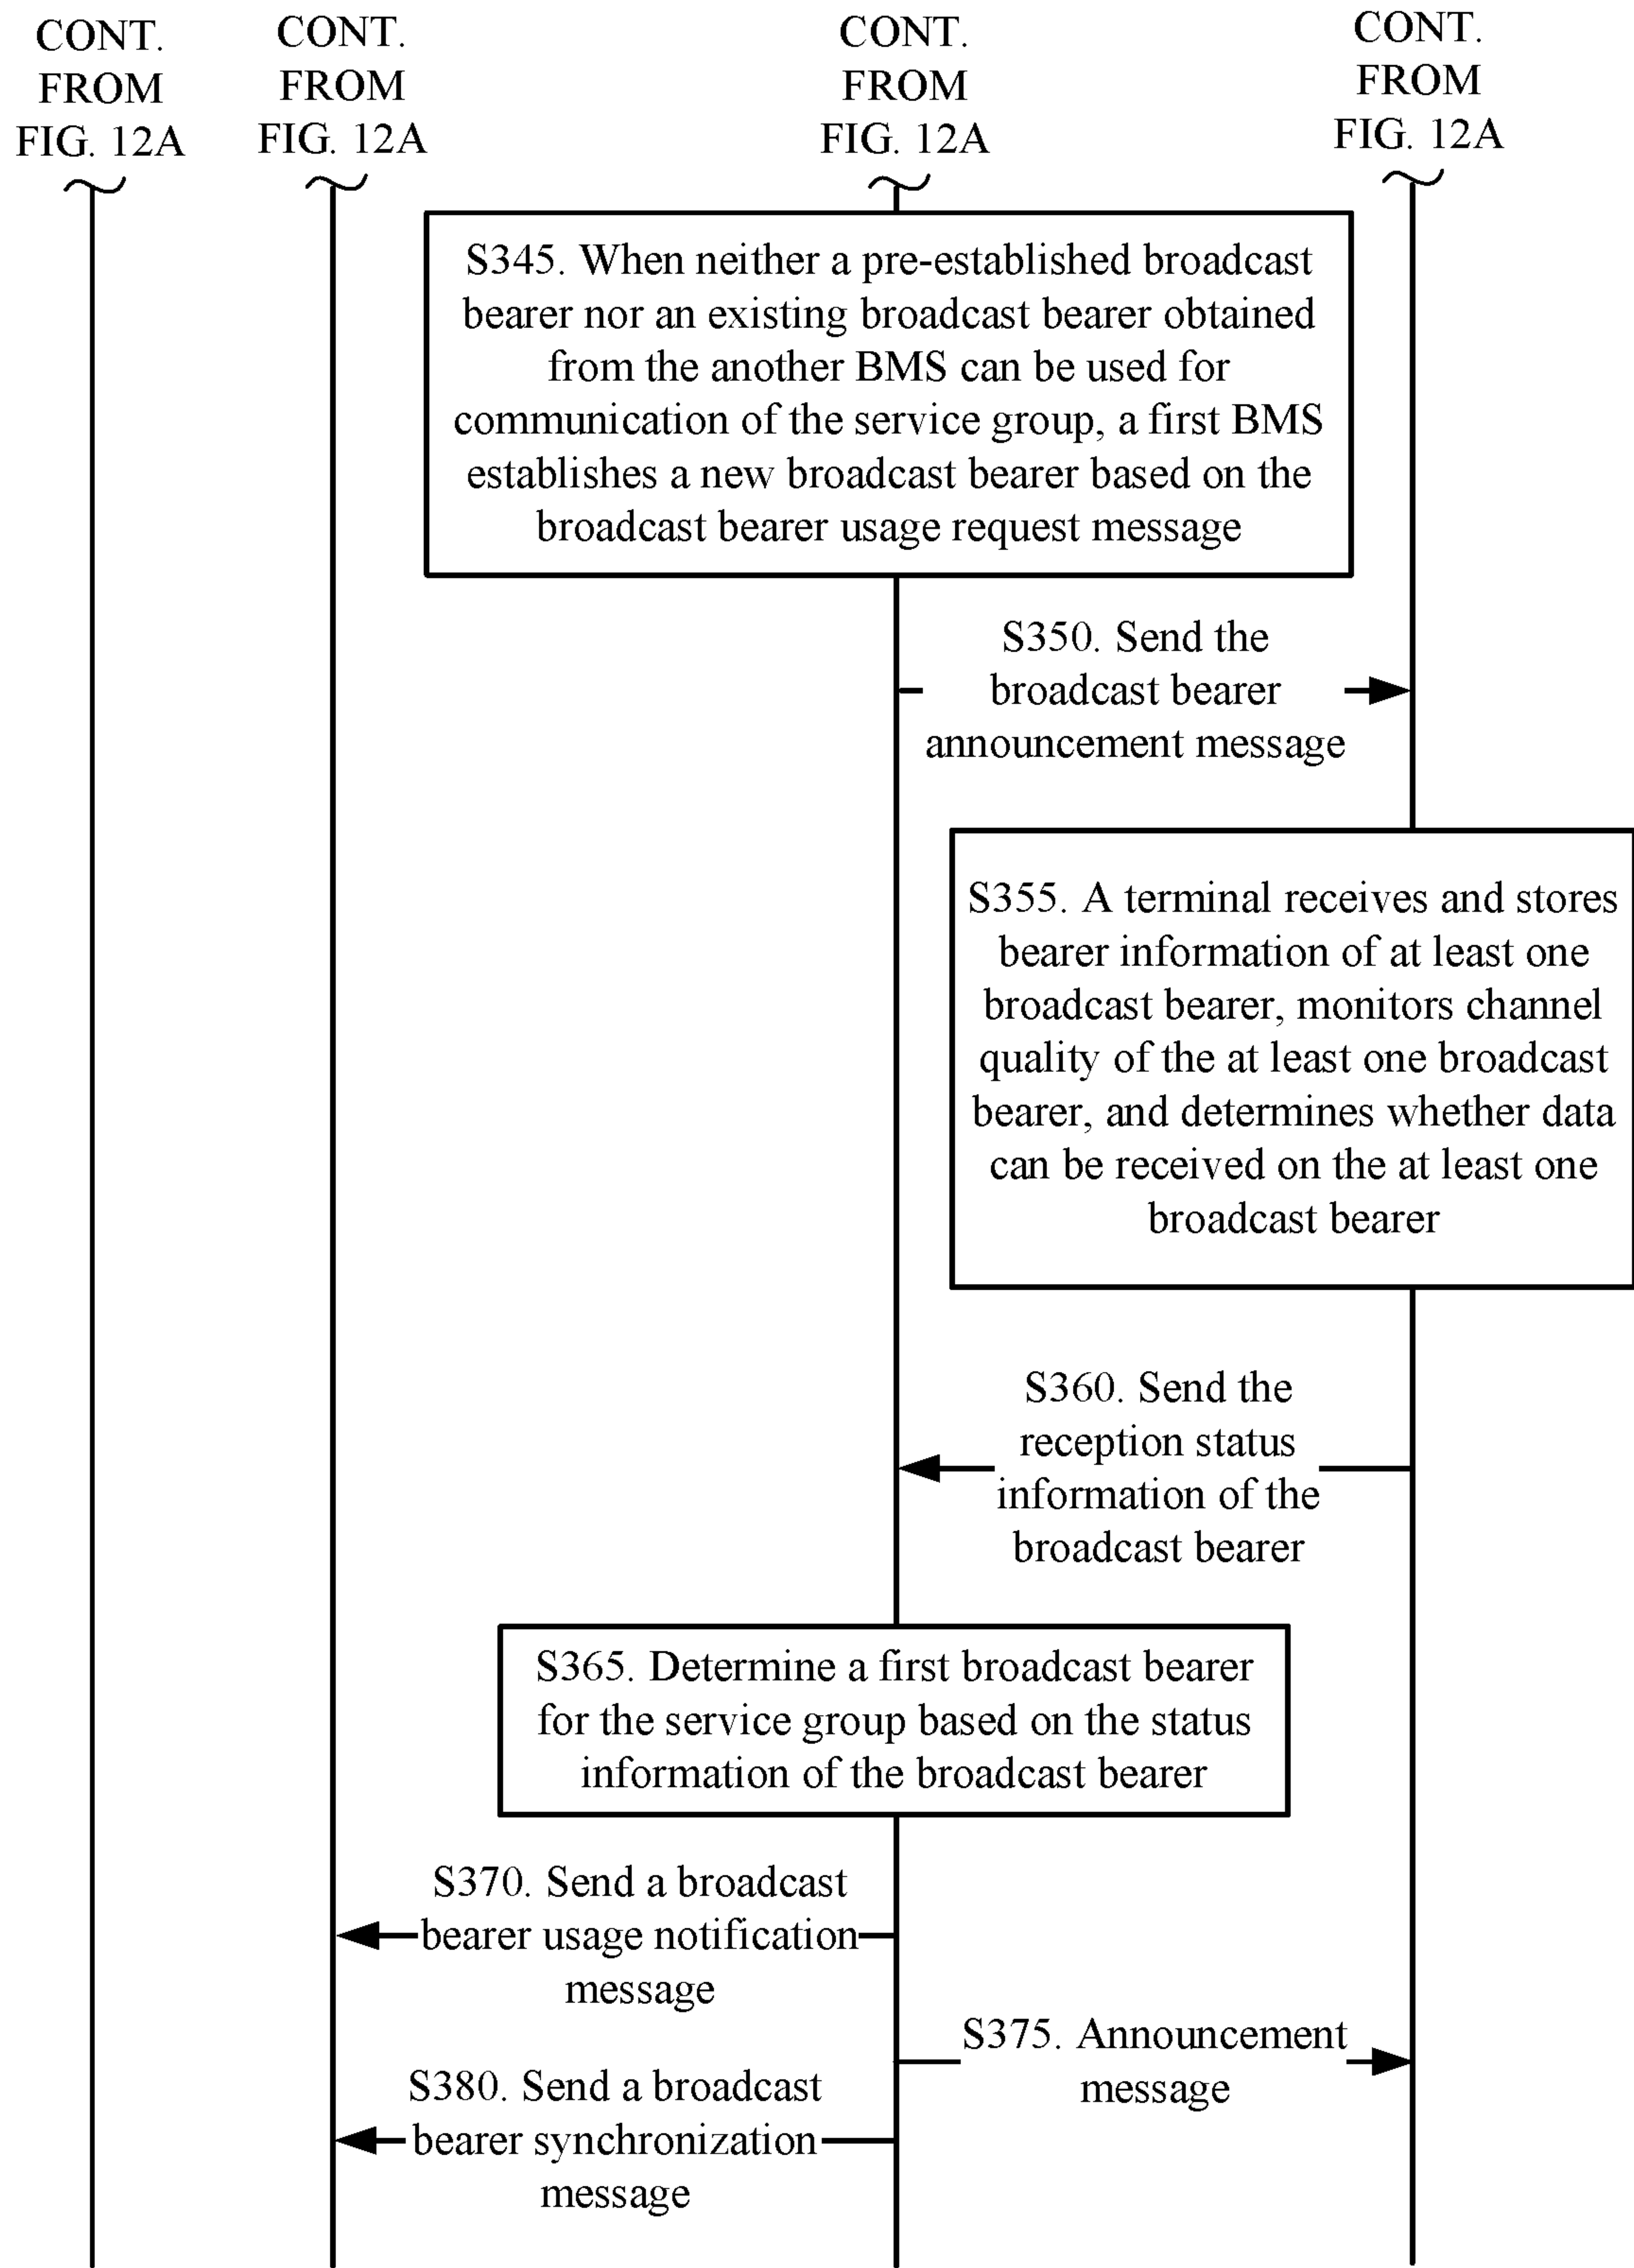 CONT.
FROM
FIG. 12A
CONT.
FROM
FIG. 12A
CONT.
FROM
FIG. 12A
CONT.
FROM
FIG. 12A
S345. When neither a pre-established broadcast
bearer nor an existing broadcast bearer obtained
from the another BMS can be used for
communication of the service group, a first BMS
establishes a new broadcast bearer based on the
broadcast bearer usage request message
S350. Send the
broadcast bearer
announcement message
S355. A terminal receives and stores
bearer information of at least one
broadcast bearer, monitors channel
quality of the at least one broadcast
bearer, and determines whether data
can be received on the at least one
broadcast bearer
S360. Send the
reception status
information of the
broadcast bearer
S365. Determine a first broadcast bearer
for the service group based on the status
information of the broadcast bearer
S370. Send a broadcast
bearer usage notification
message
S375. Announcement
message
S380. Send a broadcast
bearer synchronization
message